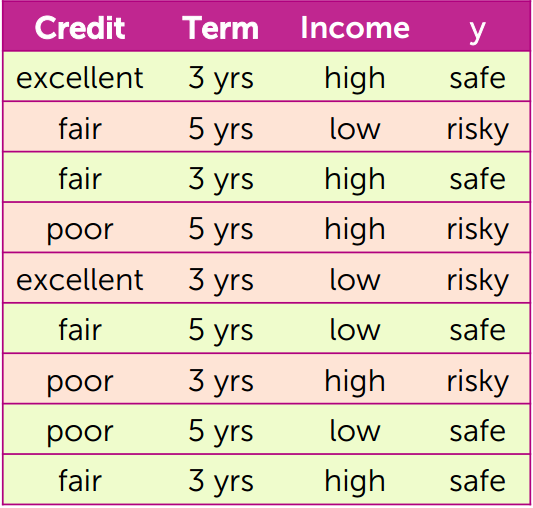 Credit Term Income y
excellent 3 yrs high safe
fair 5 yrs low risky
fair 3 yrs high safe
poor 5 yrs high risky
excellent 3 yrs low risky
fair 5 yrs low safe
poor 3 yrs high risky
poor 5 yrs low safe
fair 3 yrs high safe